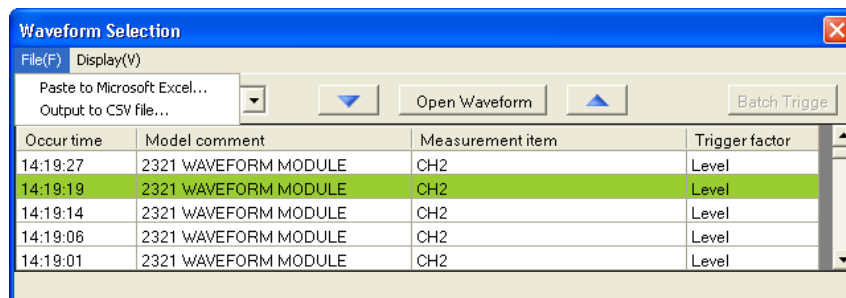 Waveform Selection
File(F) Display(V)
Paste to Microsoft Excel...
Output to CSV file...
Open Waveform
Batch Trigge
Occur time Model comment Measurement item Trigger factor
14:19:27 2321 WAVEFORM MODULE CH2 Level
14:19:19 2321 WAVEFORM MODULE CH2 Level
14:19:14 2321 WAVEFORM MODULE CH2 Level
14:19:06 2321 WAVEFORM MODULE CH2 Level
14:19:01 2321 WAVEFORM MODULE CH2 Level